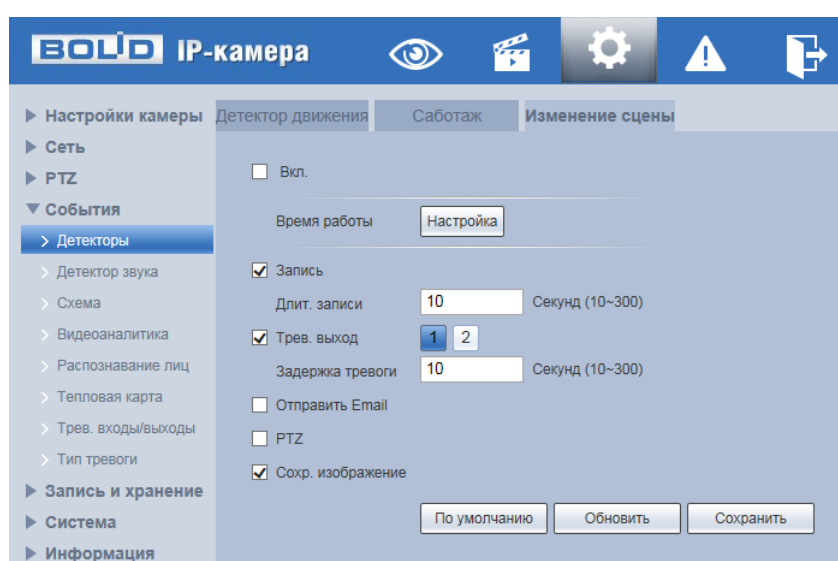 BOLID IP-камера
Настройки камеры
Сеть
PTZ
События
Детекторы
Детектор звука
Схема
Видеоаналитика
Распознавание лиц
Тепловая карта
Трев. входы/выходы
Тип тревоги
Запись и хранение
Система
Информация
Детектор движения Саботаж Изменение сцены
Вкл.
Время работы Настройка
Запись
Длит. записи 10 Секунд (10~300)
Трев. выход 1 2
Задержка тревоги 10 Секунд (10~300)
Отправить Email
PTZ
Сохр. изображение
По умолчанию Обновить Сохранить